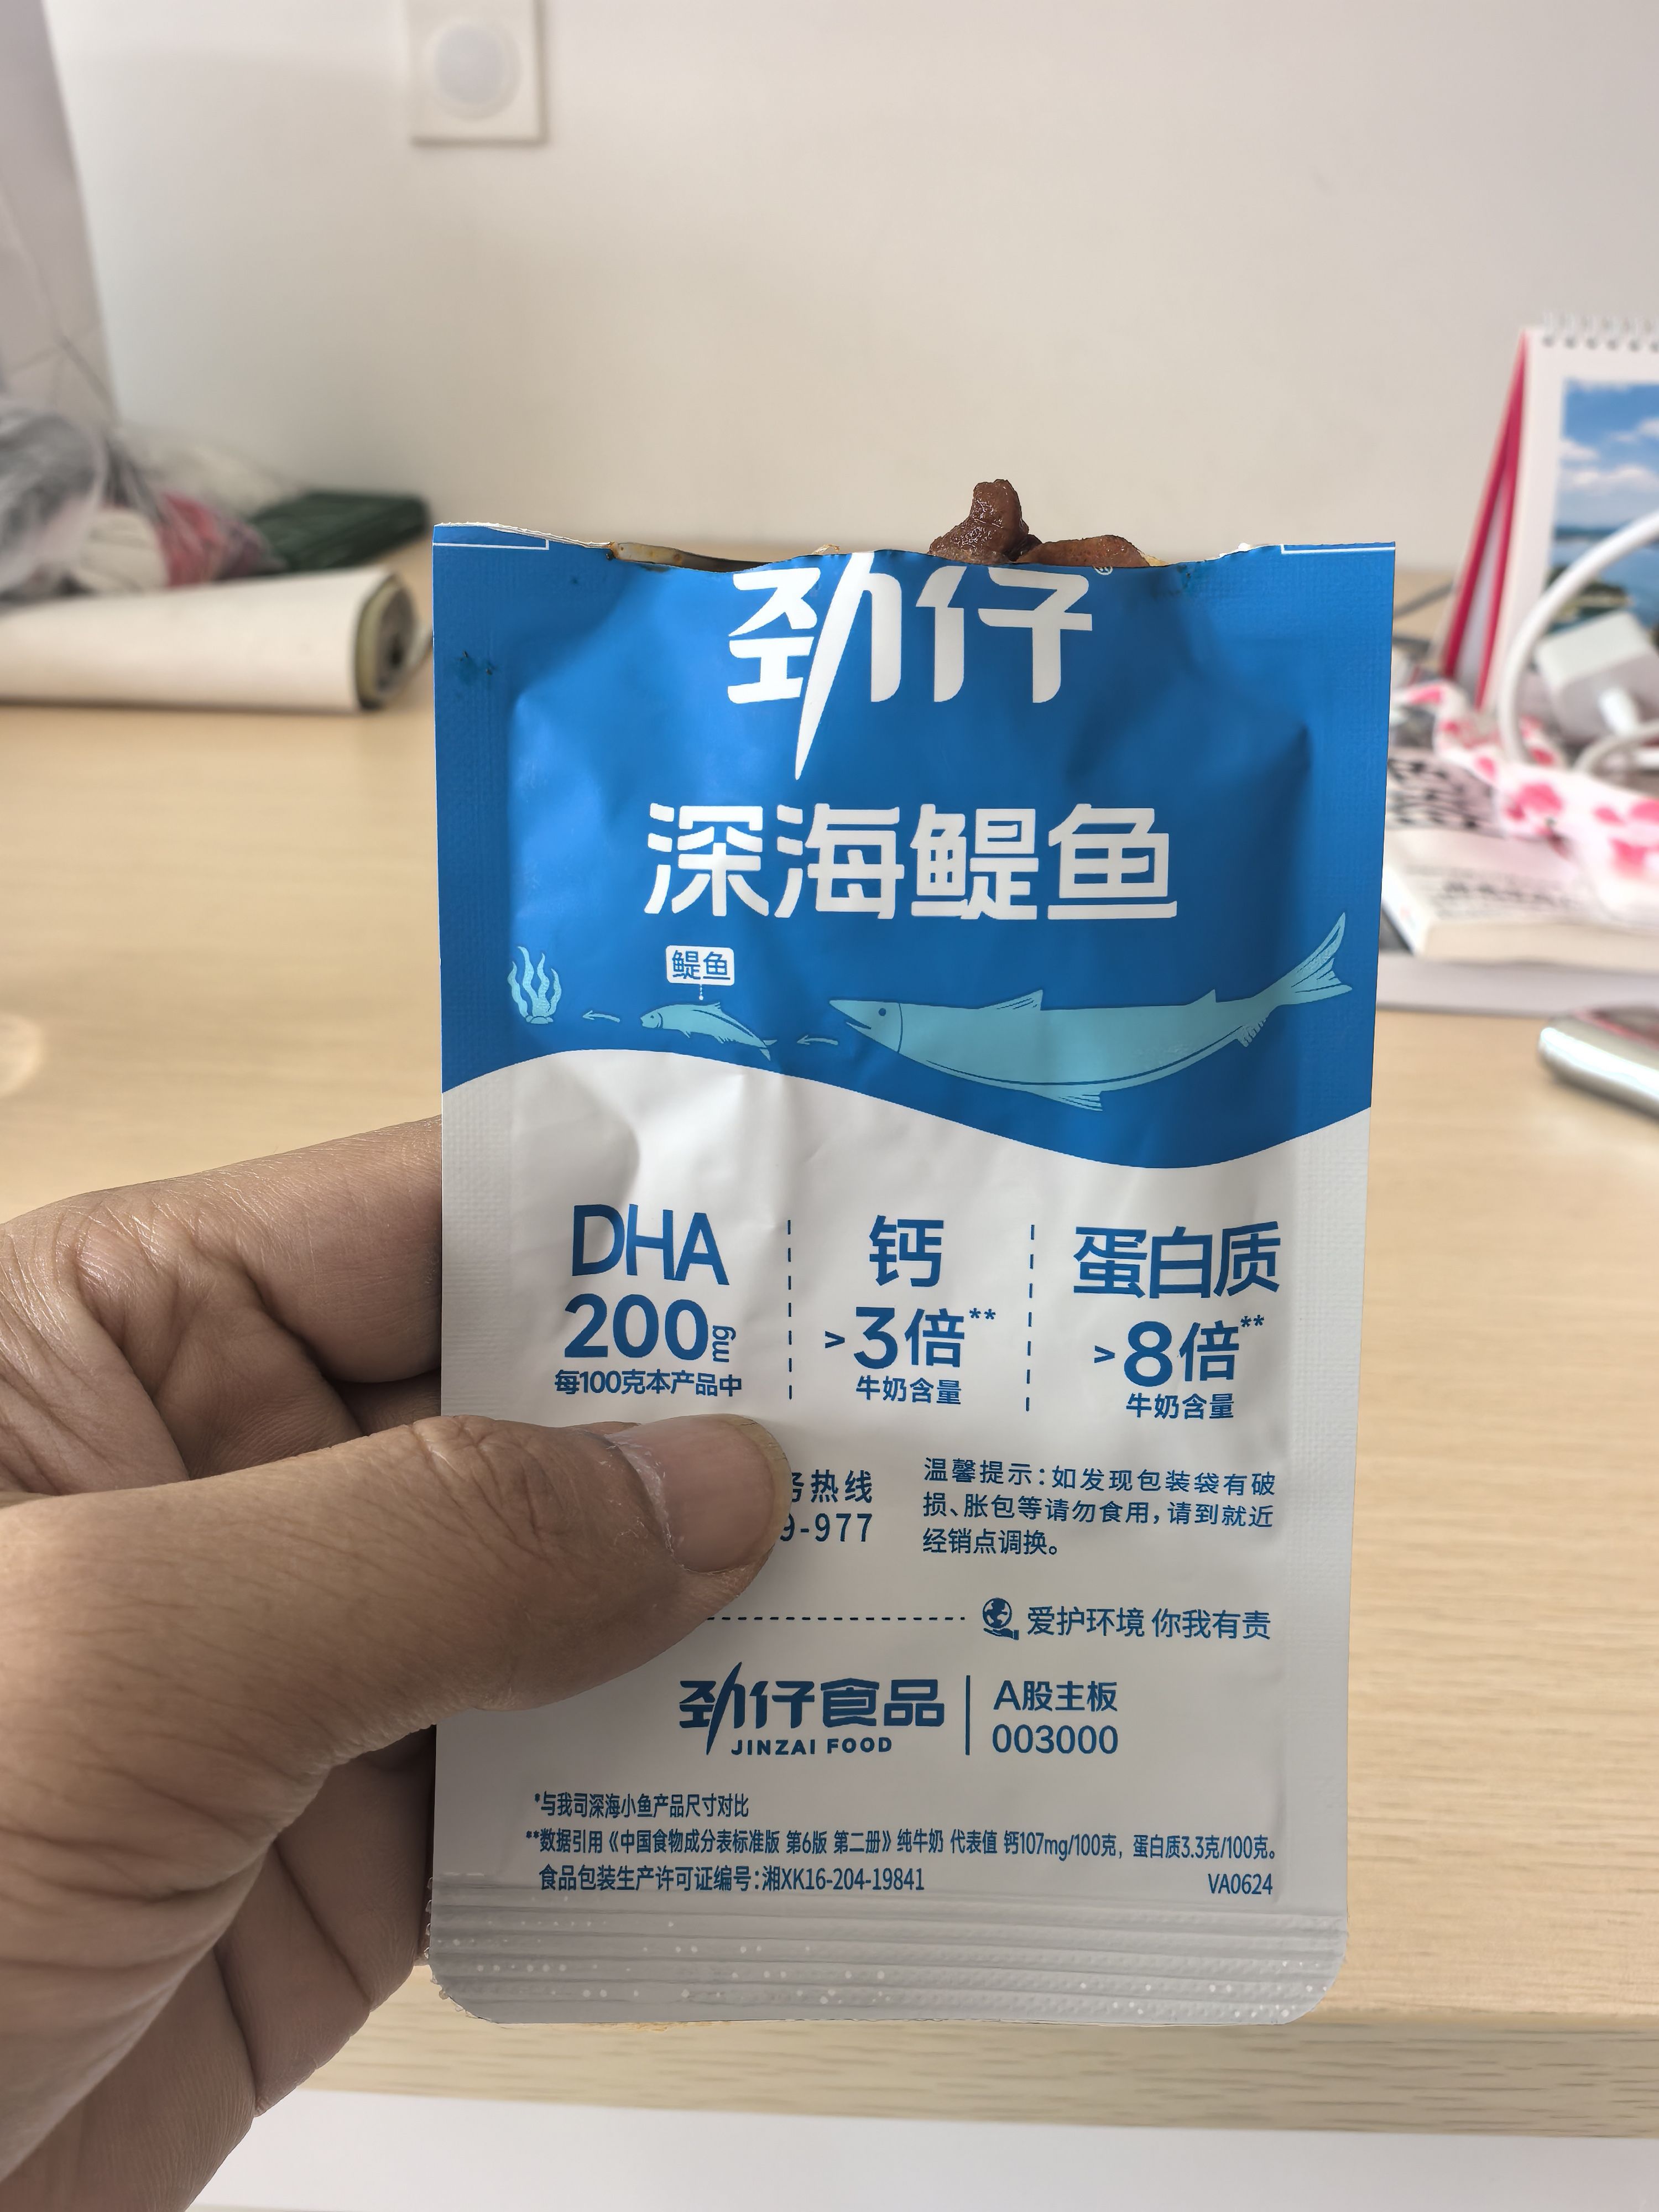 劲仔®
深海鳀鱼
鳀鱼
DHA
200mg
每100克本产品中
钙
>3倍**
牛奶含量
蛋白质
>8倍**
牛奶含量
热线
9-977
温馨提示:如发现包装袋有破
损、胀包等请勿食用,请到就近
经销点调换。
爱护环境 你我有责
劲仔食品
JINZAI FOOD
A股主板
003000
*与我司深海小鱼产品尺寸对比
**数据引用《中国食物成分表标准版 第6版 第二册》纯牛奶 代表值 钙107mg/100克,蛋白质3.3克/100克。
食品包装生产许可证编号:湘XK16-204-19841
VA0624